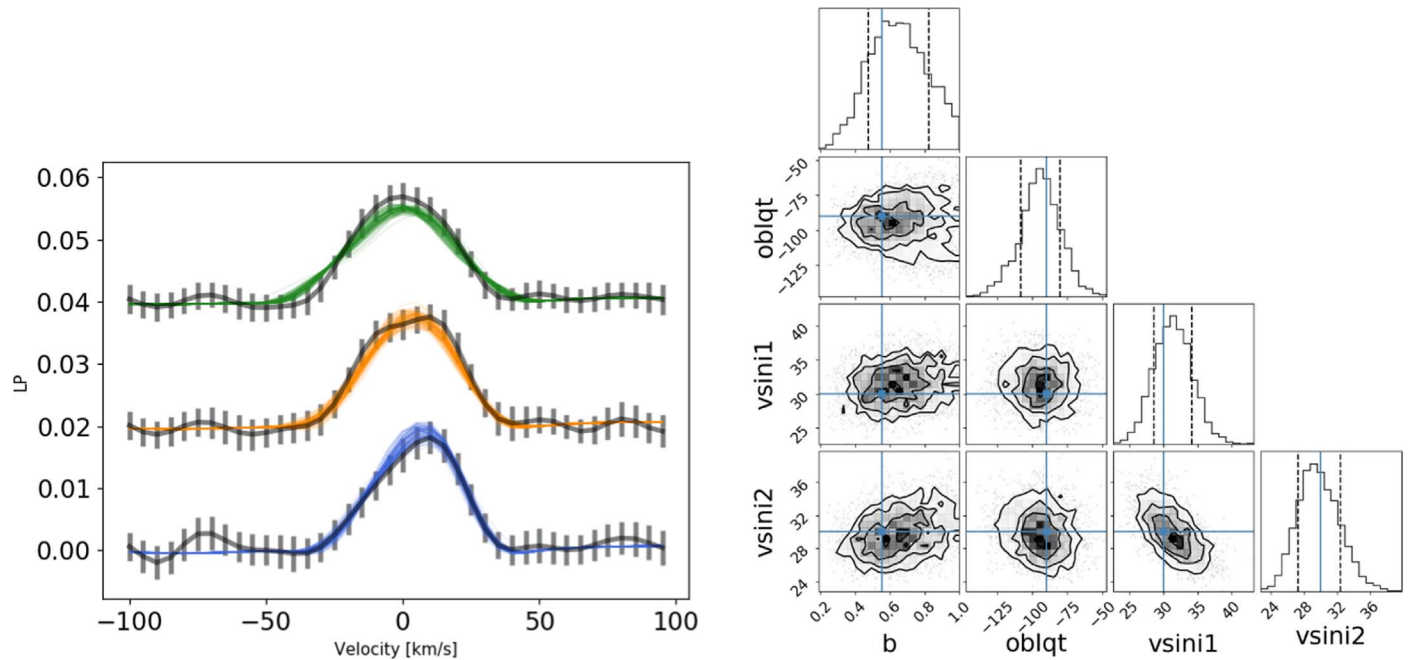 0.06
0.05
0.04
0.03
0.02
0.01
0.00
LP
−100 −50 0 50 100
Velocity [km/s]
oblqt
−50
−75
−100
−125
vsini1
40
35
30
25
vsini2
36
32
28
24
0.2 0.4 0.6 0.8 1.0
b
−125 −100 −75 −50
oblqt
25 30 35 40
vsini1
24 28 32 36
vsini2